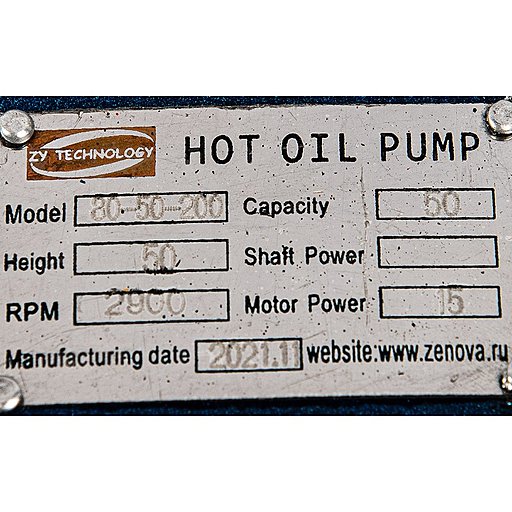 ZY TECHNOLOGY HOT OIL PUMP
Model 80-50-200 Capacity 50
Height 50 Shaft Power
RPM 2900 Motor Power 15
Manufacturing date 2021.11 website:www.zenova.ru